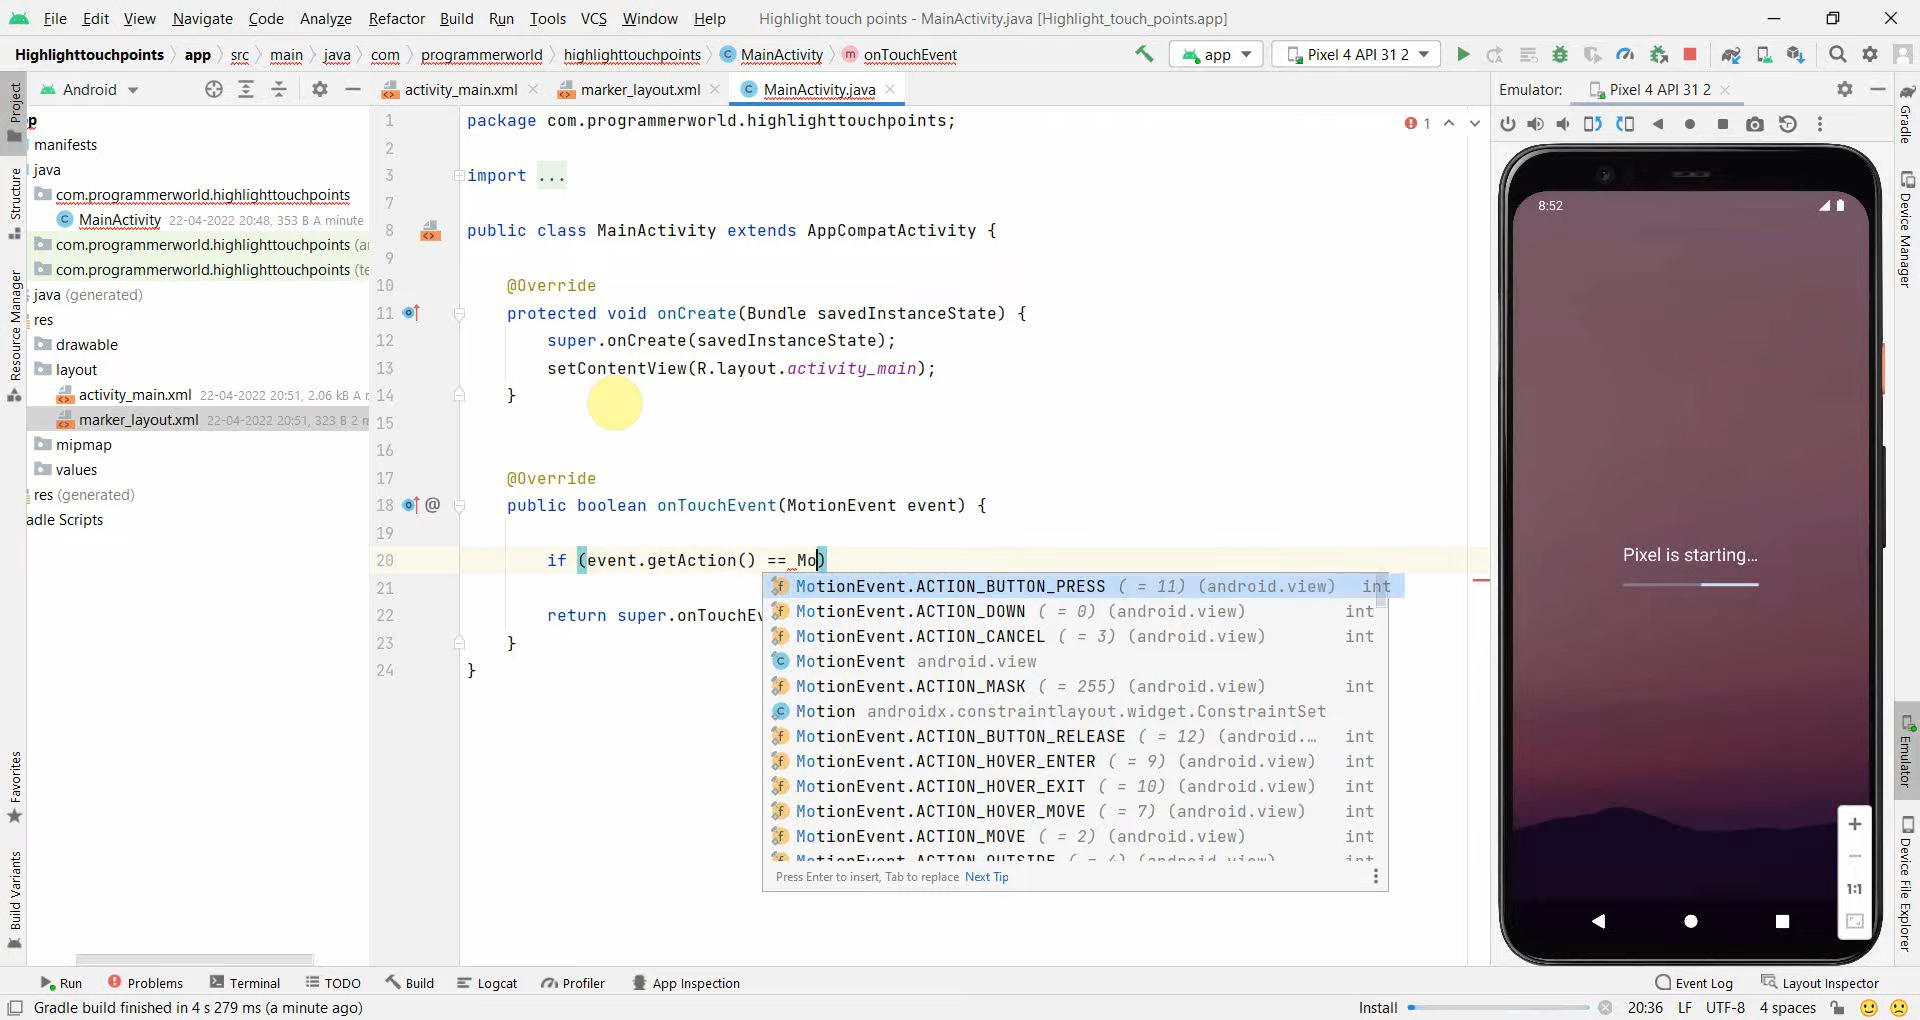 File Edit View Navigate Code Analyze Refactor Build Run Tools VCS Window Help Highlight touch points - MainActivity.java [Highlight_touch_points.app]
Highlighttouchpoints app src main java com programmerworld highlighttouchpoints MainActivity onTouchEvent app Pixel 4 API 31 2
Android activity_main.xml marker_layout.xml MainActivity.java Emulator: Pixel 4 API 31 2
Project
Structure
Resource Manager
Favorites
Build Variants
p
manifests
java
com.programmerworld.highlighttouchpoints
MainActivity 22-04-2022 20:48, 353 B A minute
com.programmerworld.highlighttouchpoints (a
com.programmerworld.highlighttouchpoints (te
java (generated)
res
drawable
layout
activity_main.xml 22-04-2022 20:51, 2.06 kB A r
marker_layout.xml 22-04-2022 20:51, 323 B 2 m
mipmap
values
res (generated)
adle Scripts
1 package com.programmerworld.highlighttouchpoints; 1
2
3 import ...
7
8 public class MainActivity extends AppCompatActivity {
9
10 @Override
11 protected void onCreate(Bundle savedInstanceState) {
12 super.onCreate(savedInstanceState);
13 setContentView(R.layout.activity_main);
14 }
15
16
17 @Override
18 @ public boolean onTouchEvent(MotionEvent event) {
19
20 if (event.getAction() == Mo)
21
22 return super.onTouchEv
23 }
24 }
MotionEvent.ACTION_BUTTON_PRESS ( = 11) (android.view) int
MotionEvent.ACTION_DOWN ( = 0) (android.view) int
MotionEvent.ACTION_CANCEL ( = 3) (android.view) int
MotionEvent android.view
MotionEvent.ACTION_MASK ( = 255) (android.view) int
Motion androidx.constraintlayout.widget.ConstraintSet
MotionEvent.ACTION_BUTTON_RELEASE ( = 12) (android.… int
MotionEvent.ACTION_HOVER_ENTER ( = 9) (android.view) int
MotionEvent.ACTION_HOVER_EXIT ( = 10) (android.view) int
MotionEvent.ACTION_HOVER_MOVE ( = 7) (android.view) int
MotionEvent.ACTION_MOVE ( = 2) (android.view) int
MotionEvent.ACTION_OUTSIDE ( = 4) (android.view) int
Press Enter to insert, Tab to replace Next Tip
8:52
Pixel is starting…
1:1
Gradle
Device Manager
Emulator
Device File Explorer
Run Problems Terminal TODO Build Logcat Profiler App Inspection Event Log Layout Inspector
Gradle build finished in 4 s 279 ms (a minute ago) Install 20:36 LF UTF-8 4 spaces